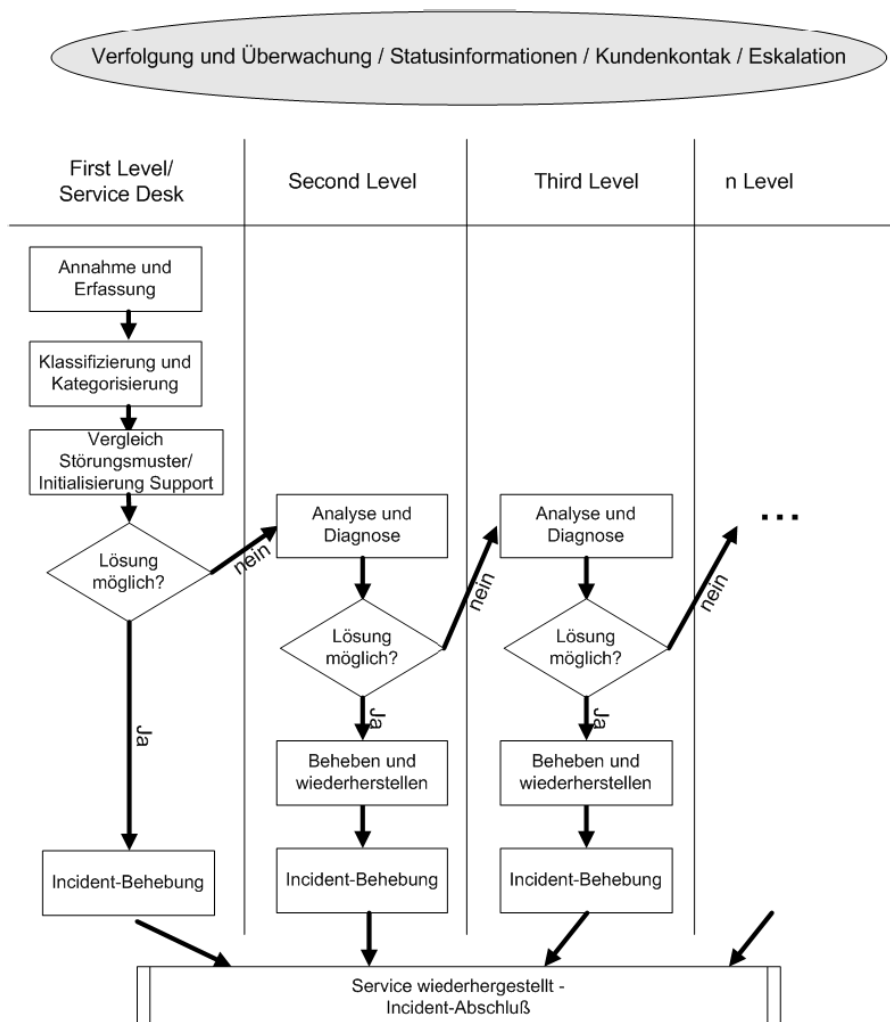 Verfolgung und Überwachung / Statusinformationen / Kundenkontak / Eskalation
First Level/
Service Desk
Second Level
Third Level
n Level
Annahme und
Erfassung
Klassifizierung und
Kategorisierung
Vergleich
Störungsmuster/
Initialisierung Support
Lösung
möglich?
nein
Ja
Incident-Behebung
Analyse und
Diagnose
Lösung
möglich?
nein
Ja
Beheben und
wiederherstellen
Incident-Behebung
Analyse und
Diagnose
Lösung
möglich?
nein
Ja
Beheben und
wiederherstellen
Incident-Behebung
...
Service wiederhergestellt -
Incident-Abschluß